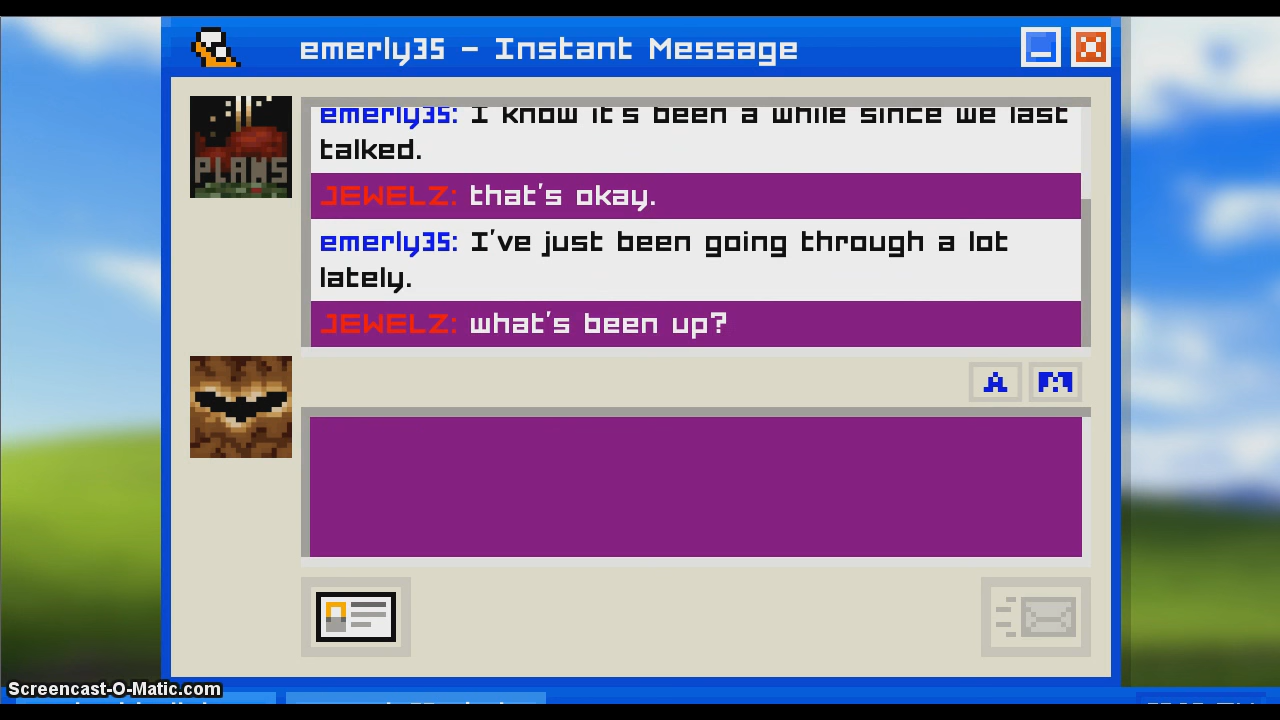 emerly35 - Instant Message
emerly35: I know it's been a while since we last
talked.
JEWELZ: that's okay.
emerly35: I've just been going through a lot
lately.
JEWELZ: what's been up?
PLANS
A
Screencast-O-Matic.com